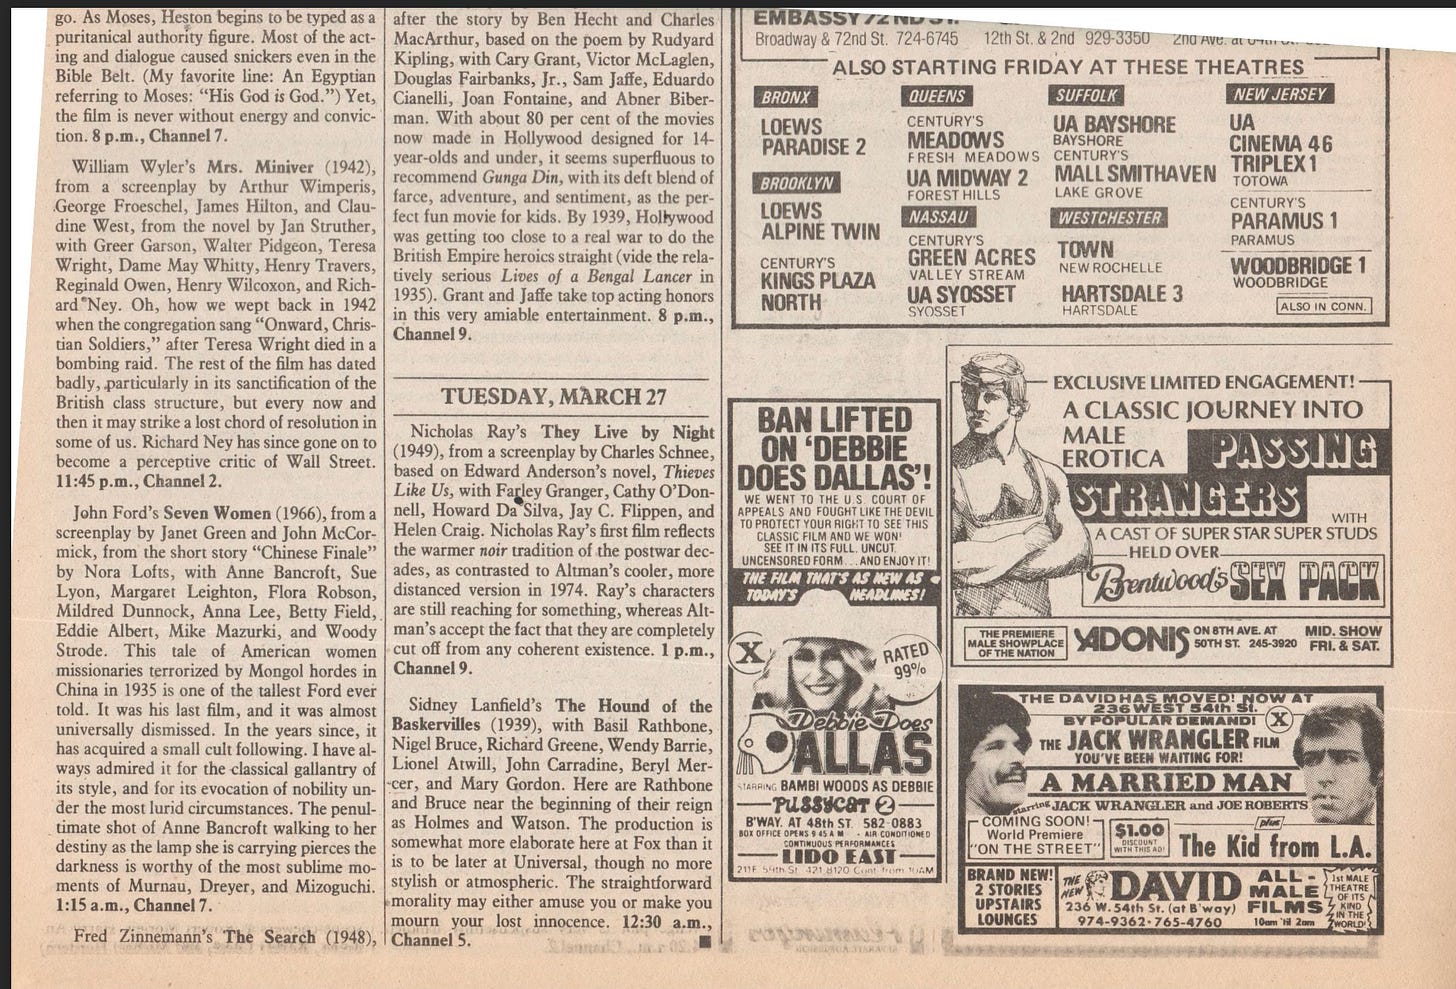 go. As Moses, Heston begins to be typed as a
puritanical authority figure. Most of the act-
ing and dialogue caused snickers even in the
Bible Belt. (My favorite line: An Egyptian
referring to Moses: “His God is God.”) Yet,
the film is never without energy and convic-
tion. 8 p.m., Channel 7.
William Wyler's Mrs. Miniver (1942),
from a screenplay by Arthur Wimperis,
George Froeschel, James Hilton, and Clau-
dine West, from the novel by Jan Struther,
with Greer Garson, Walter Pidgeon, Teresa
Wright, Dame May Whitty, Henry Travers,
Reginald Owen, Henry Wilcoxon, and Rich-
ard Ney. Oh, how we wept back in 1942
when the congregation sang “Onward, Chris-
tian Soldiers,” after Teresa Wright died in a
bombing raid. The rest of the film has dated
badly, particularly in its sanctification of the
British class structure, but every now and
then it may strike a lost chord of resolution in
some of us. Richard Ney has since gone on to
become a perceptive critic of Wall Street.
11:45 p.m., Channel 2.
John Ford's Seven Women (1966), from a
screenplay by Janet Green and John McCor-
mick, from the short story “Chinese Finale”
by Nora Lofts, with Anne Bancroft, Sue
Lyon, Margaret Leighton, Flora Robson,
Mildred Dunnock, Anna Lee, Betty Field,
Eddie Albert, Mike Mazurki, and Woody
Strode. This tale of American women
missionaries terrorized by Mongol hordes in
China in 1935 is one of the tallest Ford ever
told. It was his last film, and it was almost
universally dismissed. In the years since, it
has acquired a small cult following. I have al-
ways admired it for the classical gallantry of
its style, and for its evocation of nobility un-
der the most lurid circumstances. The penul-
timate shot of Anne Bancroft walking to her
destiny as the lamp she is carrying pierces the
darkness is worthy of the most sublime mo-
ments of Murnau, Dreyer, and Mizoguchi.
1:15 a.m., Channel 7.
Fred Zinnemann's The Search (1948),
after the story by Ben Hecht and Charles
MacArthur, based on the poem by Rudyard
Kipling, with Cary Grant, Victor McLaglen,
Douglas Fairbanks, Jr., Sam Jaffe, Eduardo
Cianelli, Joan Fontaine, and Abner Biber-
man. With about 80 per cent of the movies
now made in Hollywood designed for 14-
year-olds and under, it seems superfluous to
recommend Gunga Din, with its deft blend of
farce, adventure, and sentiment, as the per-
fect fun movie for kids. By 1939, Hollywood
was getting too close to a real war to do the
British Empire heroics straight (vide the rela-
tively serious Lives of a Bengal Lancer in
1935). Grant and Jaffe take top acting honors
in this very amiable entertainment. 8 p.m.,
Channel 9.
TUESDAY, MARCH 27
Nicholas Ray's They Live by Night
(1949), from a screenplay by Charles Schnee,
based on Edward Anderson's novel, Thieves
Like Us, with Farley Granger, Cathy O'Don-
nell, Howard Da Silva, Jay C. Flippen, and
Helen Craig. Nicholas Ray's first film reflects
the warmer noir tradition of the postwar dec-
ades, as contrasted to Altman's cooler, more
distanced version in 1974. Ray's characters
are still reaching for something, whereas Alt-
man's accept the fact that they are completely
cut off from any coherent existence. 1 p.m.,
Channel 9.
Sidney Lanfield's The Hound of the
Baskervilles (1939), with Basil Rathbone,
Nigel Bruce, Richard Greene, Wendy Barrie,
Lionel Atwill, John Carradine, Beryl Mer-
cer, and Mary Gordon. Here are Rathbone
and Bruce near the beginning of their reign
as Holmes and Watson. The production is
somewhat more elaborate here at Fox than it
is to be later at Universal, though no more
stylish or atmospheric. The straightforward
morality may either amuse you or make you
mourn your lost innocence. 12:30 a.m.,
Channel 5.
EMBASSY 72ND ST.
Broadway & 72nd St. 724-6745 12th St. & 2nd 929-3350 2nd Ave. at
ALSO STARTING FRIDAY AT THESE THEATRES
BRONX
LOEWS
PARADISE 2
BROOKLYN
LOEWS
ALPINE TWIN
CENTURY'S
KINGS PLAZA
NORTH
QUEENS
CENTURY'S
MEADOWS
FRESH MEADOWS
UA MIDWAY 2
FOREST HILLS
NASSAU
CENTURY'S
GREEN ACRES
VALLEY STREAM
UA SYOSSET
SYOSSET
SUFFOLK
UA BAYSHORE
BAYSHORE
CENTURY'S
MALL SMITHAVEN
LAKE GROVE
WESTCHESTER
TOWN
NEW ROCHELLE
HARTSDALE 3
HARTSDALE
NEW JERSEY
UA
CINEMA 46
TRIPLEX 1
TOTOWA
CENTURY'S
PARAMUS 1
PARAMUS
WOODBRIDGE 1
WOODBRIDGE
ALSO IN CONN.
BAN LIFTED
ON ‘DEBBIE
DOES DALLAS’!
WE WENT TO THE U.S. COURT OF
APPEALS AND FOUGHT LIKE THE DEVIL
TO PROTECT YOUR RIGHT TO SEE THIS
CLASSIC FILM AND WE WON!
SEE IT IN ITS FULL, UNCUT,
UNCENSORED FORM...AND ENJOY IT!
THE FILM THAT'S AS NEW AS
TODAY'S HEADLINES!
X
RATED
99%
Debbie Does
DALLAS
STARRING BAMBI WOODS AS DEBBIE
PUSSYCAT 2
B'WAY. AT 48th ST. 582-0883
BOX OFFICE OPENS 9:45 A M · AIR CONDITIONED
CONTINUOUS PERFORMANCES
LIDO EAST
211 E. 59th St. 421-8120 Cont. from 10AM
EXCLUSIVE LIMITED ENGAGEMENT!
A CLASSIC JOURNEY INTO
MALE
EROTICA PASSING
STRANGERS
WITH
A CAST OF SUPER STAR SUPER STUDS
HELD OVER
Brentwood's SEX PACK
THE PREMIERE
MALE SHOWPLACE
OF THE NATION
ADONIS
ON 8TH AVE. AT
50TH ST. 245-3920
MID. SHOW
FRI. & SAT.
THE DAVID HAS MOVED! NOW AT
236 WEST 54th St.
BY POPULAR DEMAND! X
THE JACK WRANGLER FILM
YOU'VE BEEN WAITING FOR!
A MARRIED MAN
starring JACK WRANGLER and JOE ROBERTS
COMING SOON!
World Premiere
"ON THE STREET"
$1.00
DISCOUNT
WITH THIS AD!
plus
The Kid from L.A.
BRAND NEW!
2 STORIES
UPSTAIRS
LOUNGES
THE NEW DAVID
236 W. 54th St. (at B'way)
974-9362 · 765-4760
ALL-
MALE
FILMS
10am 'til 2am
1st MALE
THEATRE
OF ITS
KIND
IN THE
WORLD!